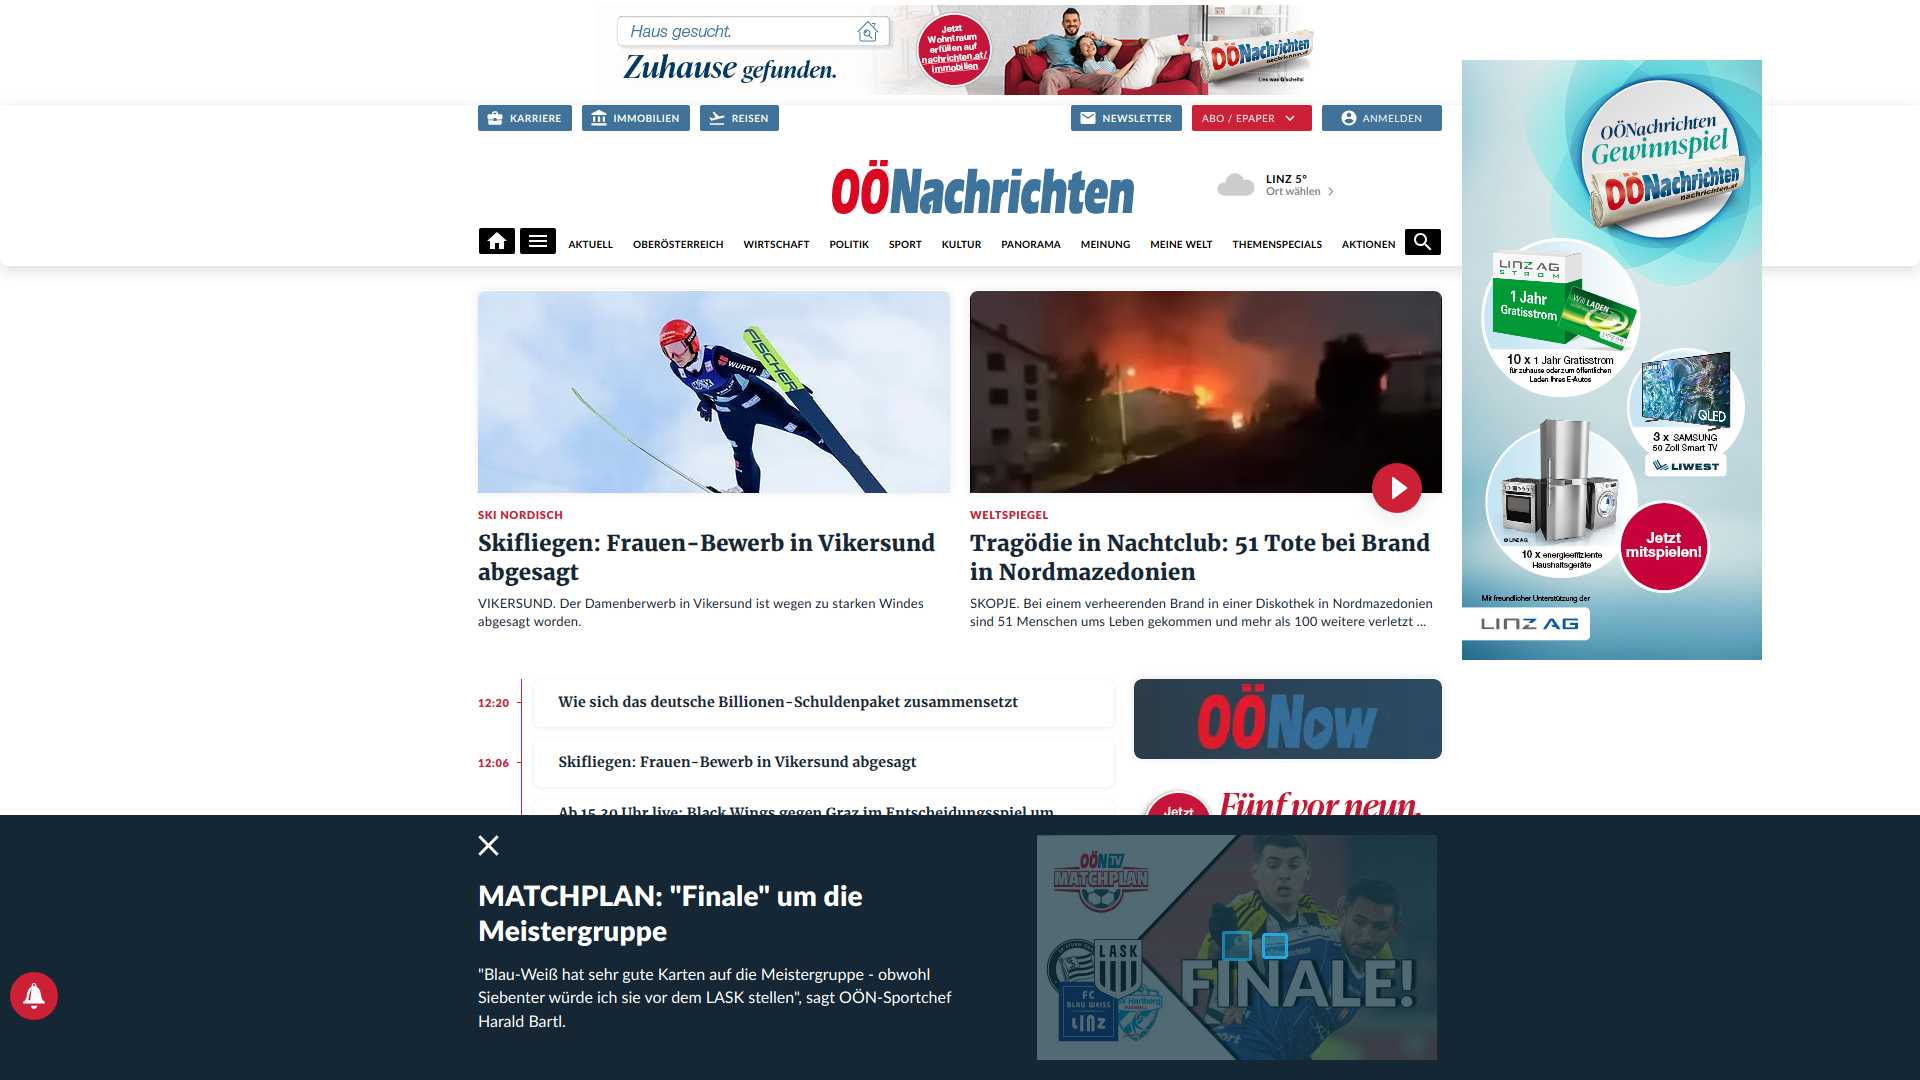 Haus gesucht.
Zuhause gefunden.
Jetzt
Wohntraum
erfüllen auf
nachrichten.at/
immobilien
OÖNachrichten
Lies was G'scheits!
KARRIERE
IMMOBILIEN
REISEN
NEWSLETTER
ABO / EPAPER
ANMELDEN
OÖNachrichten
LINZ 5°
Ort wählen
AKTUELL
OBERÖSTERREICH
WIRTSCHAFT
POLITIK
SPORT
KULTUR
PANORAMA
MEINUNG
MEINE WELT
THEMENSPECIALS
AKTIONEN
FISCHER
WÜRTH
SKI NORDISCH
Skifliegen: Frauen-Bewerb in Vikersund
abgesagt
VIKERSUND. Der Damenberwerb in Vikersund ist wegen zu starken Windes
abgesagt worden.
WELTSPIEGEL
Tragödie in Nachtclub: 51 Tote bei Brand
in Nordmazedonien
SKOPJE. Bei einem verheerenden Brand in einer Diskothek in Nordmazedonien
sind 51 Menschen ums Leben gekommen und mehr als 100 weitere verletzt ...
OÖNachrichten
Gewinnspiel
OÖNachrichten
nachrichten.at
LINZ AG
STROM
1 Jahr
Gratisstrom
Will LADEN
10 x 1 Jahr Gratisstrom
für zuhause oder zum öffentlichen
Laden Ihres E-Autos
QLED
3 x SAMSUNG
50 Zoll Smart TV
LIWEST
© LINZ AG
10 x energieeffiziente
Haushaltsgeräte
Jetzt
mitspielen!
Mit freundlicher Unterstützung der
LINZ AG
12:20
Wie sich das deutsche Billionen-Schuldenpaket zusammensetzt
12:06
Skifliegen: Frauen-Bewerb in Vikersund abgesagt
Ab 15.30 Uhr live: Black Wings gegen Graz im Entscheidungsspiel um
OÖNow
Jetzt
Fünf vor neun.
MATCHPLAN: "Finale" um die
Meistergruppe
"Blau-Weiß hat sehr gute Karten auf die Meistergruppe - obwohl
Siebenter würde ich sie vor dem LASK stellen", sagt OÖN-Sportchef
Harald Bartl.
OÖN TV
MATCHPLAN
LASK
FC
BLAU WEISS
LINZ
Hartberg
FINALE!